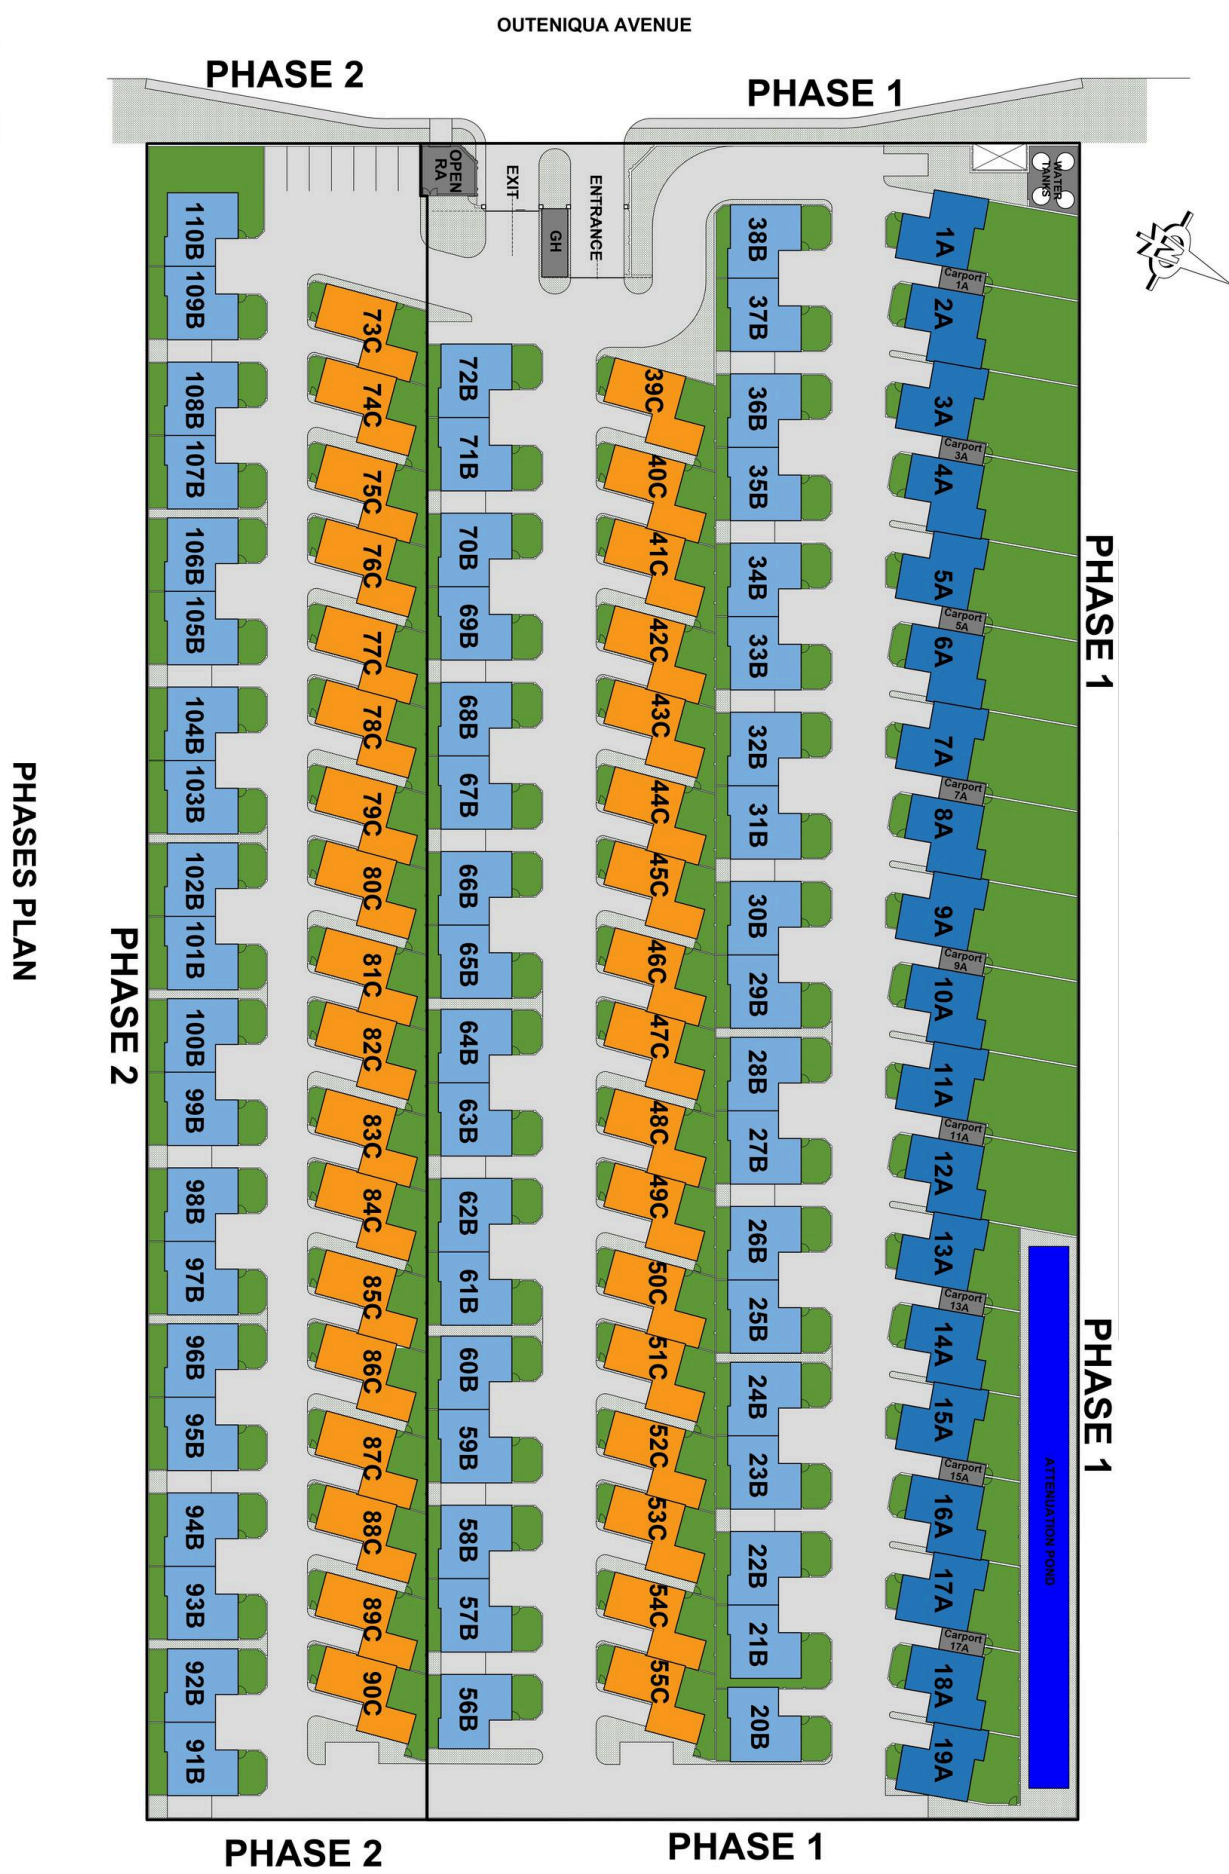 OUTENIQUA AVENUE
PHASE 2
PHASE 1
OPEN
RA
EXIT
ENTRANCE
GH
WATER
TANKS
1A
Carport
1A
2A
3A
Carport
3A
4A
5A
Carport
5A
6A
7A
Carport
7A
8A
9A
Carport
9A
10A
11A
Carport
11A
12A
13A
Carport
13A
14A
15A
Carport
15A
16A
17A
Carport
17A
18A
19A
38B
37B
36B
35B
34B
33B
32B
31B
30B
29B
28B
27B
26B
25B
24B
23B
22B
21B
20B
39C
40C
41C
42C
43C
44C
45C
46C
47C
48C
49C
50C
51C
52C
53C
54C
55C
72B
71B
70B
69B
68B
67B
66B
65B
64B
63B
62B
61B
60B
59B
58B
57B
56B
73C
74C
75C
76C
77C
78C
79C
80C
81C
82C
83C
84C
85C
86C
87C
88C
89C
90C
110B
109B
108B
107B
106B
105B
104B
103B
102B
101B
100B
99B
98B
97B
96B
95B
94B
93B
92B
91B
PHASE 1
PHASE 1
ATTENUATION POND
PHASE 2
PHASES PLAN
PHASE 2
PHASE 1